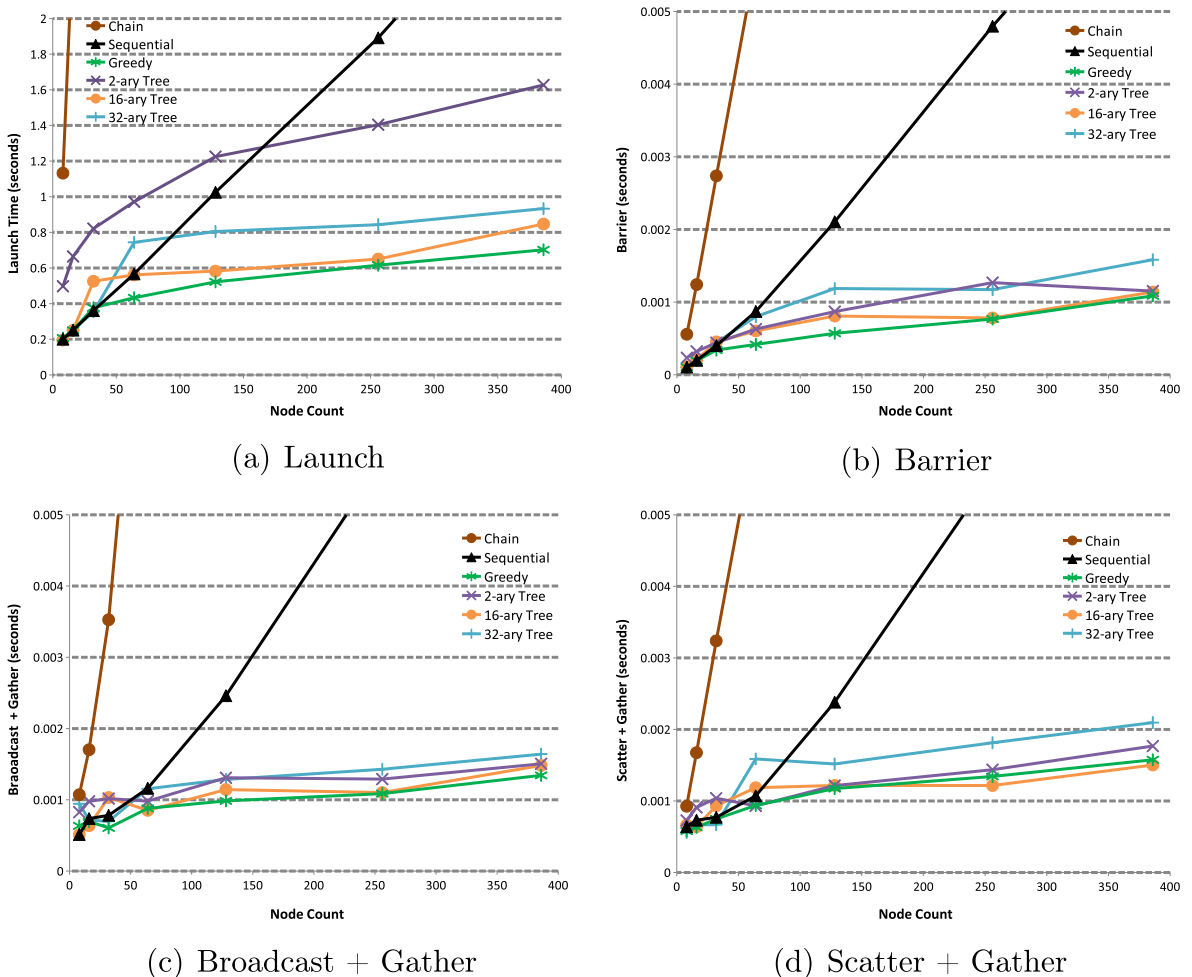 2
1.8
1.6
1.4
1.2
1
0.8
0.6
0.4
0.2
0
Launch Time (seconds)
Chain
Sequential
Greedy
2-ary Tree
16-ary Tree
32-ary Tree
0 50 100 150 200 250 300 350 400
Node Count
(a) Launch
0.005
0.004
0.003
0.002
0.001
0
Barrier (seconds)
Chain
Sequential
Greedy
2-ary Tree
16-ary Tree
32-ary Tree
0 50 100 150 200 250 300 350 400
Node Count
(b) Barrier
0.005
0.004
0.003
0.002
0.001
0
Braoadcast + Gather (seconds)
Chain
Sequential
Greedy
2-ary Tree
16-ary Tree
32-ary Tree
0 50 100 150 200 250 300 350 400
Node Count
(c) Broadcast + Gather
0.005
0.004
0.003
0.002
0.001
0
Scatter + Gather (seconds)
Chain
Sequential
Greedy
2-ary Tree
16-ary Tree
32-ary Tree
0 50 100 150 200 250 300 350 400
Node Count
(d) Scatter + Gather